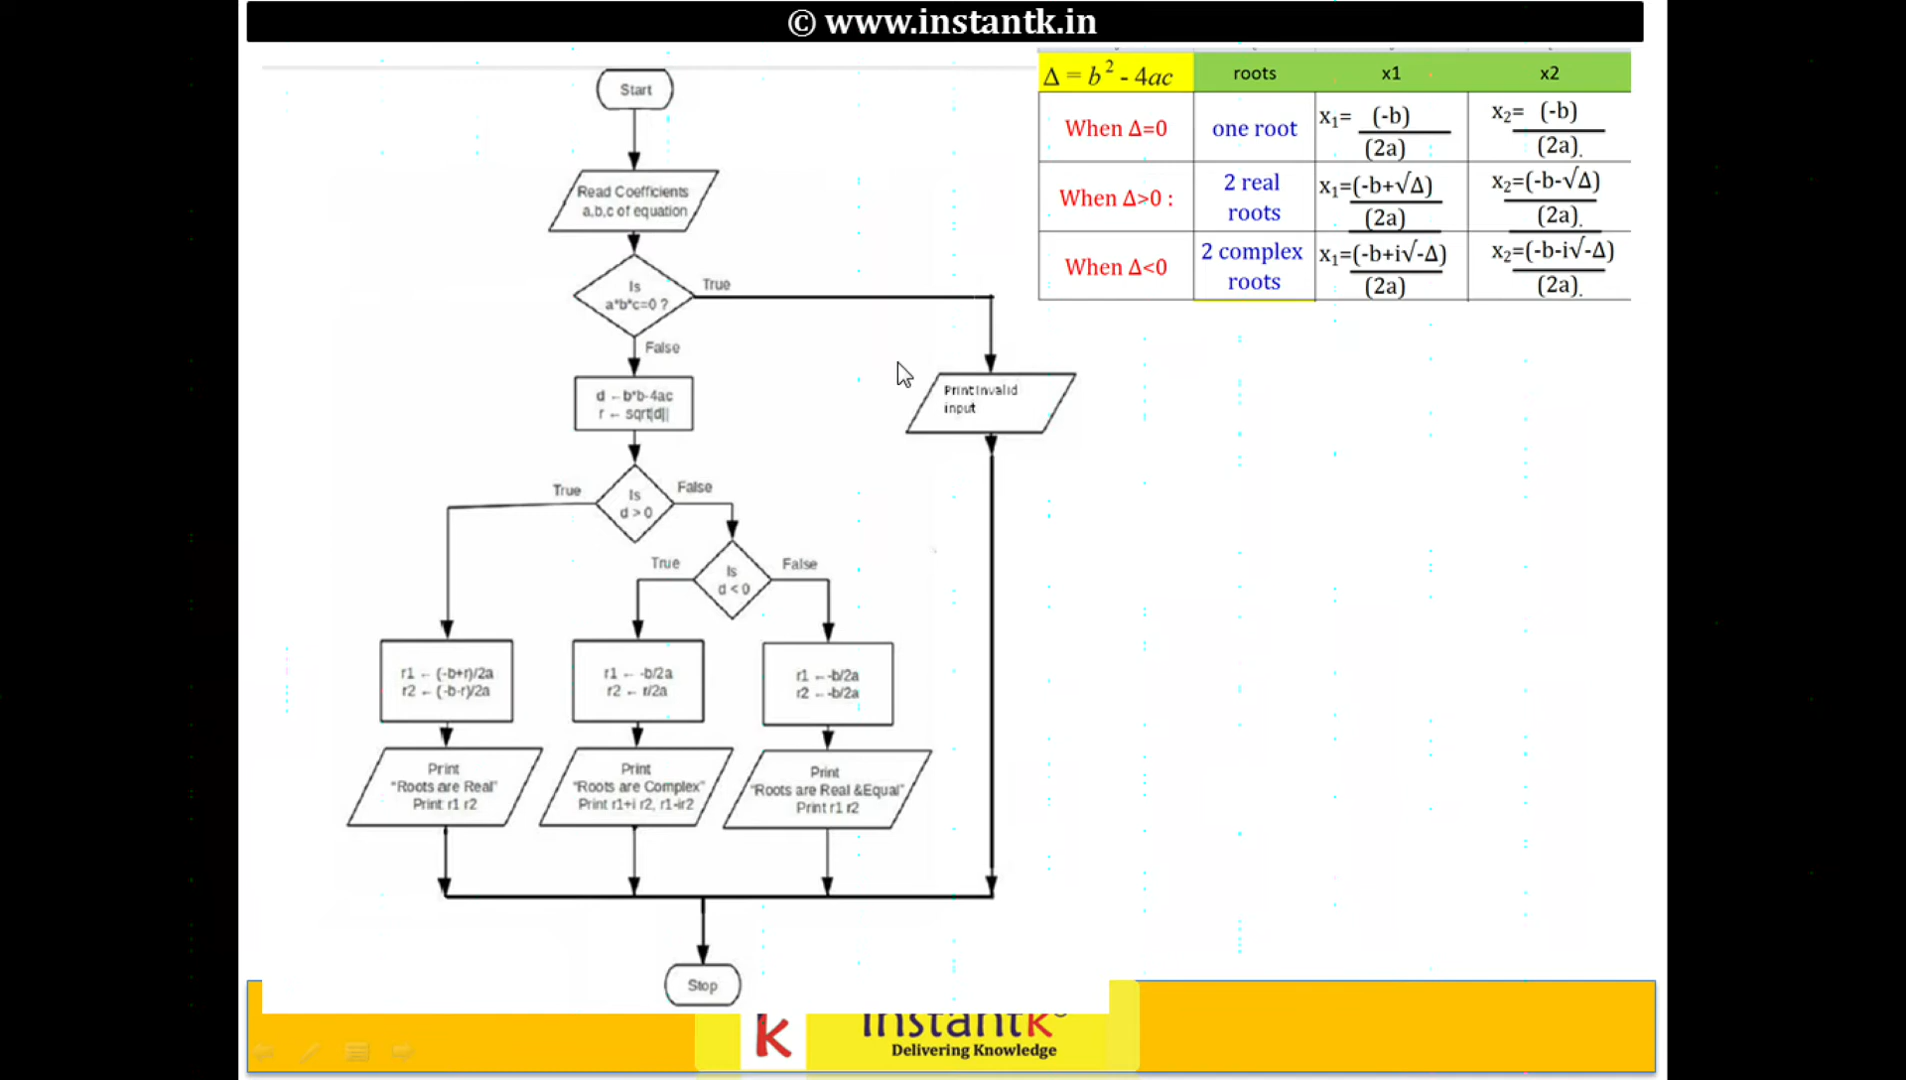 © www.instantk.in
Start
Read Coefficients
a,b,c of equation
Is
a*b*c=0 ?
True
False
d ←b*b-4ac
r ← sqrt|d||
Print Invalid
input
Is
d > 0
True
False
Is
d < 0
True
False
r1 ← (-b+r)/2a
r2 ← (-b-r)/2a
r1 ← -b/2a
r2 ← r/2a
r1 ←-b/2a
r2 ←-b/2a
Print
"Roots are Real"
Print r1 r2
Print
"Roots are Complex"
Print r1+i r2, r1-ir2
Print
"Roots are Real &Equal"
Print r1 r2
Stop
Δ = b² - 4ac roots x1 x2
When Δ=0 one root x₁= (-b) / (2a) x₂= (-b) / (2a).
When Δ>0 : 2 real roots x₁=(-b+√Δ) / (2a) x₂=(-b-√Δ) / (2a).
When Δ<0 2 complex roots x₁=(-b+i√-Δ) / (2a) x₂=(-b-i√-Δ) / (2a).
k instantk
Delivering Knowledge